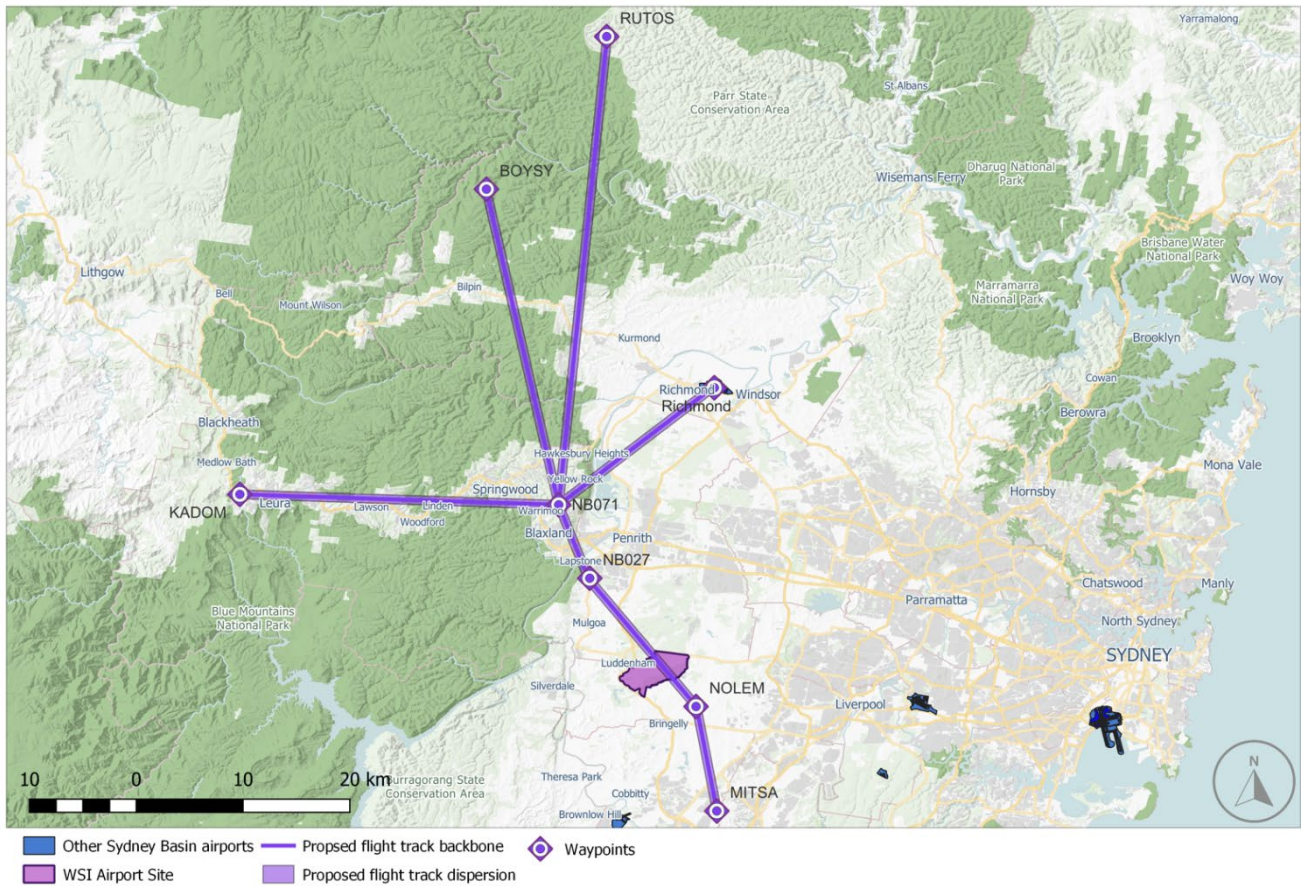 RUTOS
Yarramalong
St Albans
Parr State
Conservation Area
Dharug National
Park
BOYSY
Wisemans Ferry
Brisbane Water
National Park
Lithgow
Woy Woy
Bell
Bilpin
Mount Wilson
Marramarra
National Park
Kurmond
Brooklyn
Cowan
Richmond
Windsor
Richmond
Berowra
Blackheath
Hawkesbury Heights
Medlow Bath
Mona Vale
Yellow Rock
Springwood
Hornsby
KADOM
Leura
Lawson
Linden
Warrimoo
NB071
Woodford
Blaxland
Penrith
Lapstone
NB027
Chatswood
Manly
Parramatta
Blue Mountains
National Park
Mulgoa
North Sydney
SYDNEY
Luddenham
Silverdale
NOLEM
Liverpool
Bringelly
N
10 0 10 20 km
Burragorang State
Conservation Area
Theresa Park
Cobbitty
MITSA
Brownlow Hill
Other Sydney Basin airports
Propsed flight track backbone
Waypoints
WSI Airport Site
Proposed flight track dispersion